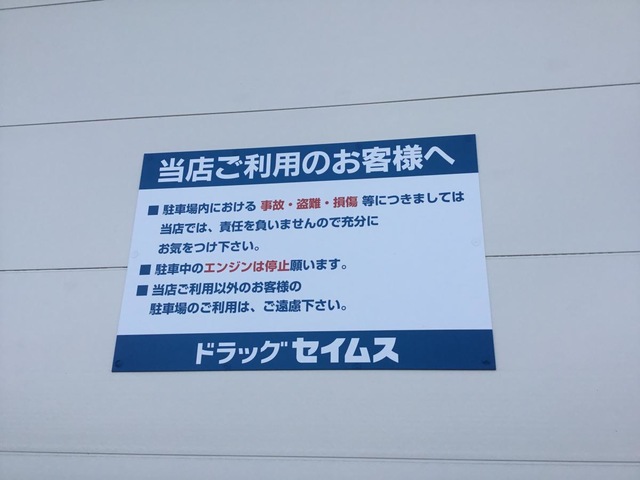 当店ご利用のお客様へ
■ 駐車場内における 事故・盗難・損傷 等につきましては
当店では、責任を負いませんので充分に
お気をつけ下さい。
■ 駐車中のエンジンは停止願います。
■ 当店ご利用以外のお客様の
駐車場のご利用は、ご遠慮下さい。
ドラッグセイムス